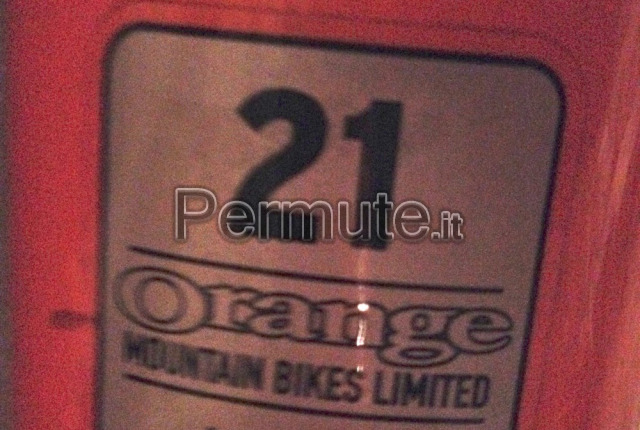 21
Permute.it
Orange
MOUNTAIN BIKES LIMITED